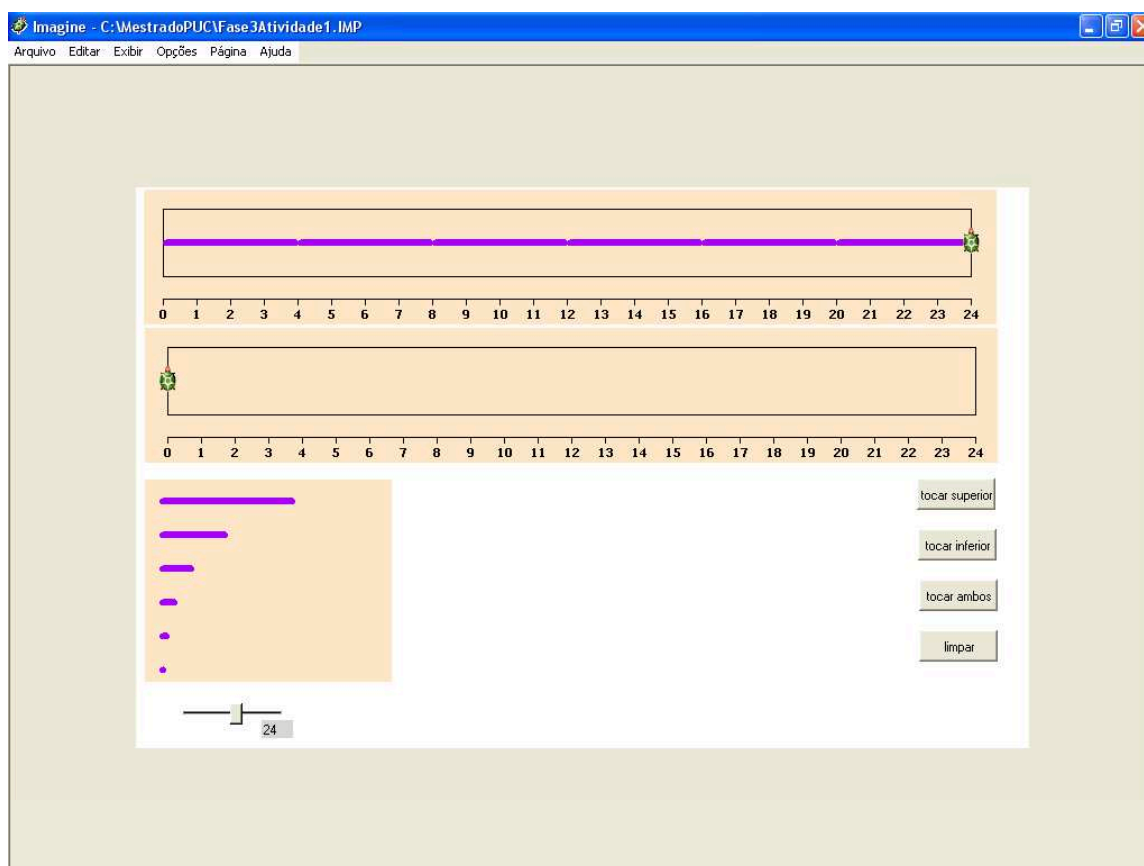 Imagine - C:\MestradoPUC\Fase3Atividade1.IMP
Arquivo Editar Exibir Opções Página Ajuda
0 1 2 3 4 5 6 7 8 9 10 11 12 13 14 15 16 17 18 19 20 21 22 23 24
0 1 2 3 4 5 6 7 8 9 10 11 12 13 14 15 16 17 18 19 20 21 22 23 24
tocar superior
tocar inferior
tocar ambos
limpar
24